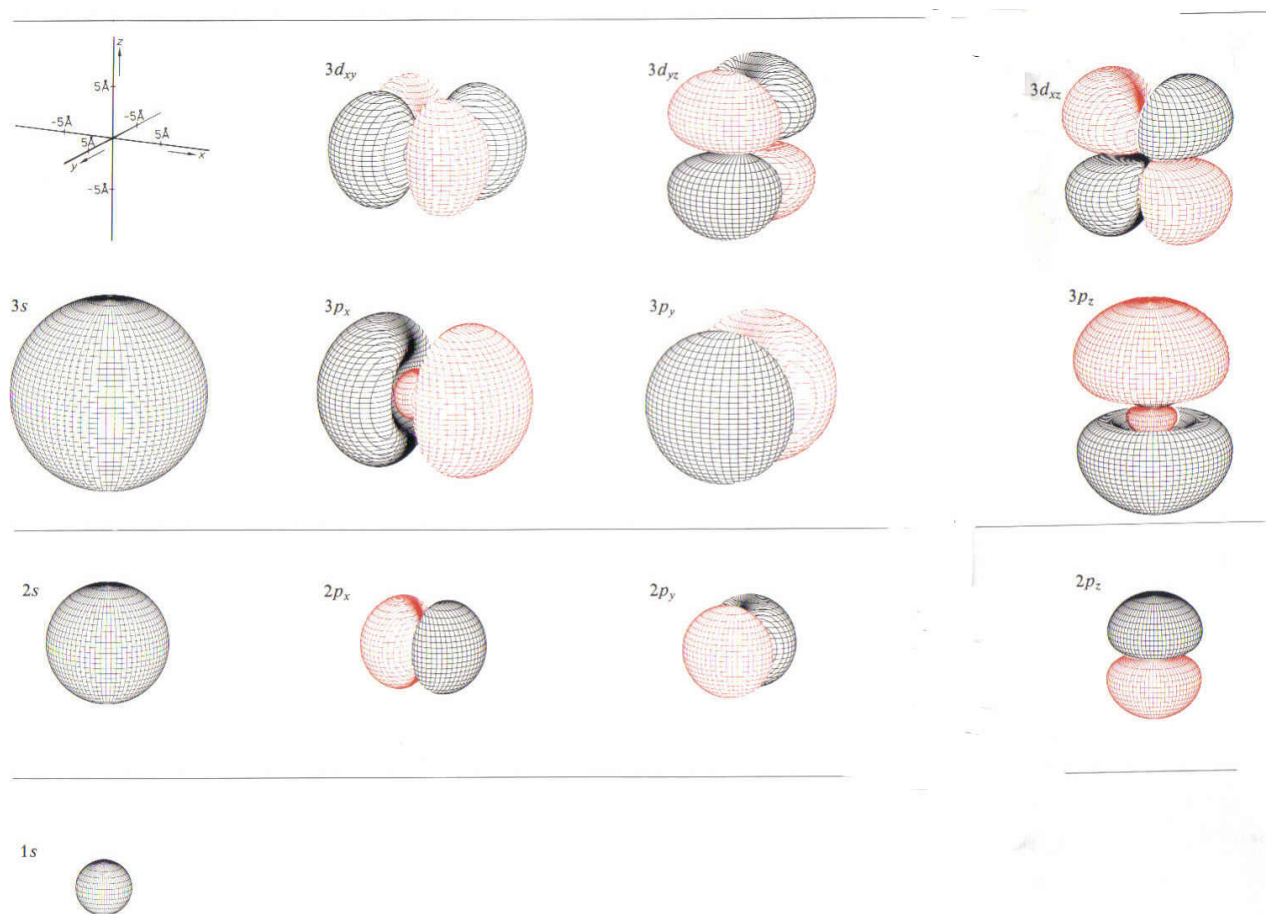 z
5Å
-5Å
-5Å
5Å
5Å
y
x
-5Å
3d_xy
3d_yz
3d_xz
3s
3p_x
3p_y
3p_z
2s
2p_x
2p_y
2p_z
1s